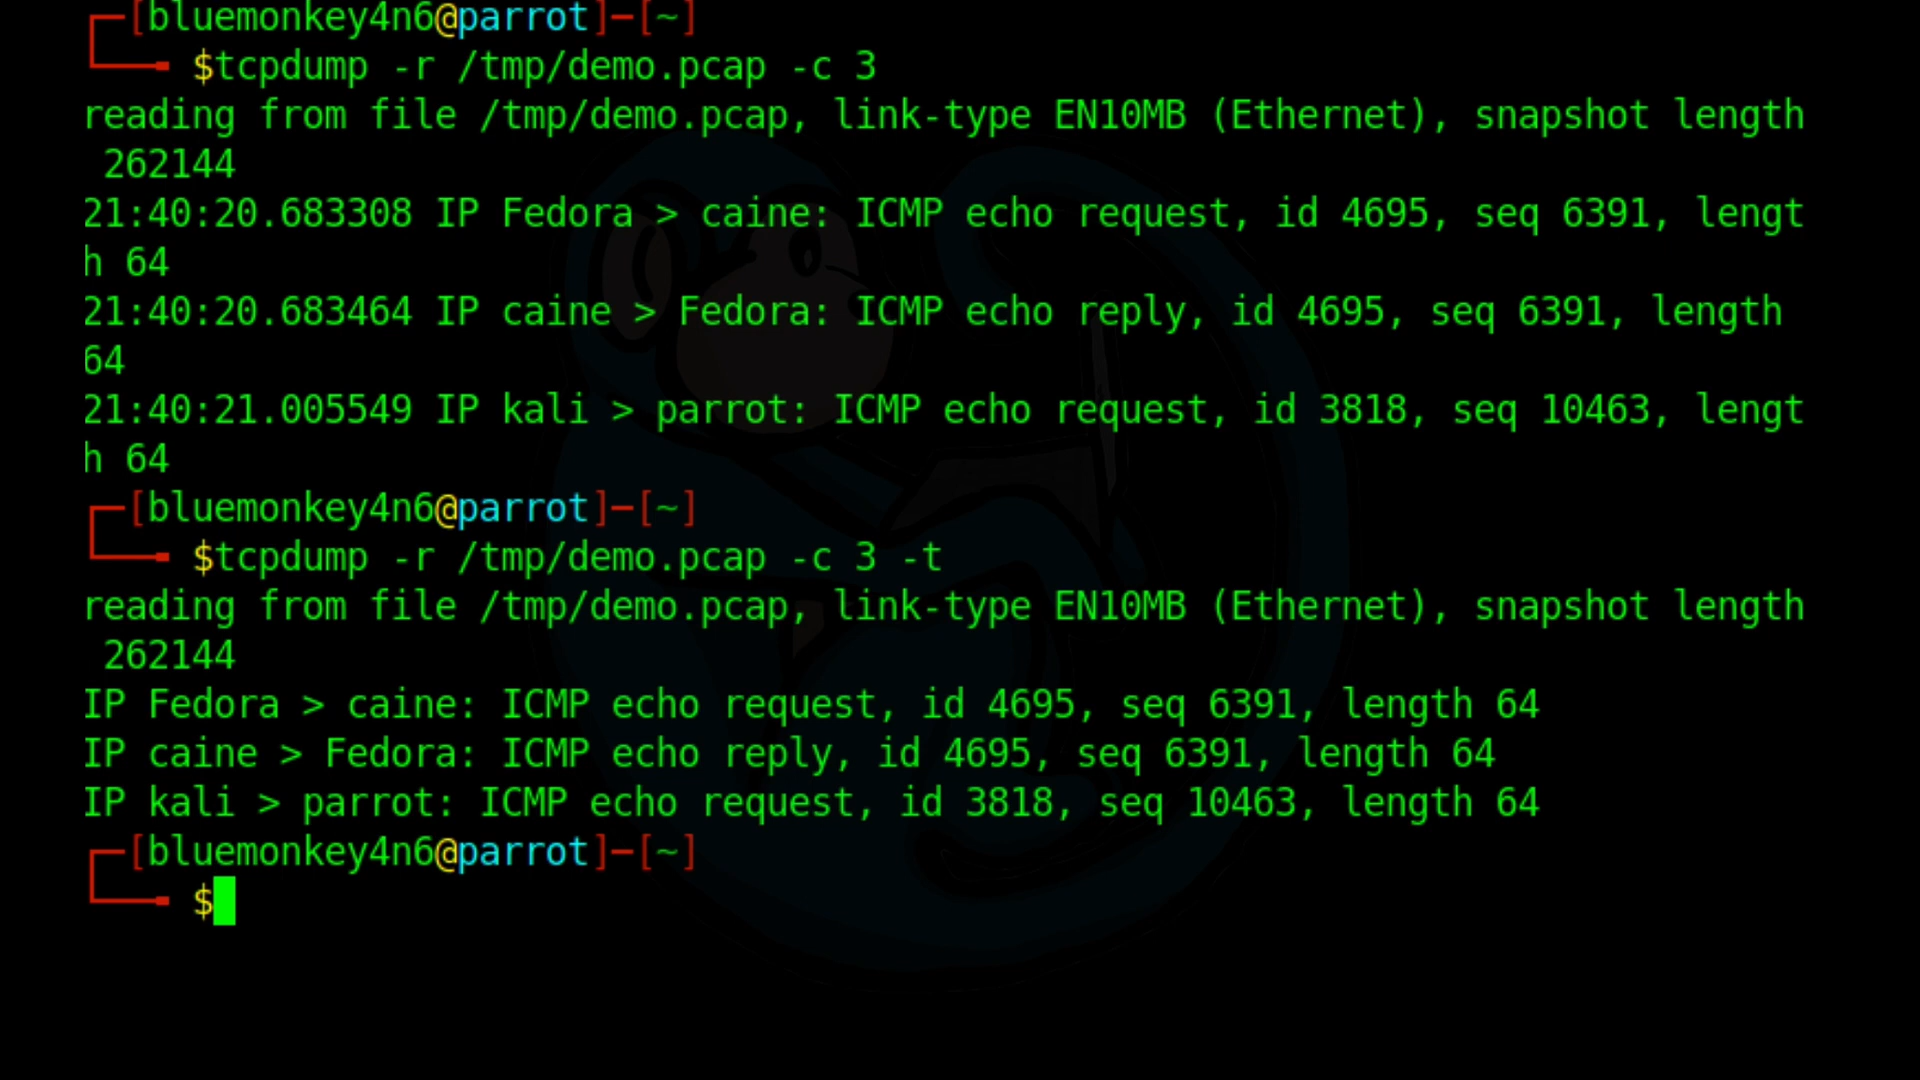 ┌─[bluemonkey4n6@parrot]─[~]
└──╼ $tcpdump -r /tmp/demo.pcap -c 3
reading from file /tmp/demo.pcap, link-type EN10MB (Ethernet), snapshot length
 262144
21:40:20.683308 IP Fedora > caine: ICMP echo request, id 4695, seq 6391, lengt
h 64
21:40:20.683464 IP caine > Fedora: ICMP echo reply, id 4695, seq 6391, length
64
21:40:21.005549 IP kali > parrot: ICMP echo request, id 3818, seq 10463, lengt
h 64
┌─[bluemonkey4n6@parrot]─[~]
└──╼ $tcpdump -r /tmp/demo.pcap -c 3 -t
reading from file /tmp/demo.pcap, link-type EN10MB (Ethernet), snapshot length
 262144
IP Fedora > caine: ICMP echo request, id 4695, seq 6391, length 64
IP caine > Fedora: ICMP echo reply, id 4695, seq 6391, length 64
IP kali > parrot: ICMP echo request, id 3818, seq 10463, length 64
┌─[bluemonkey4n6@parrot]─[~]
└──╼ $